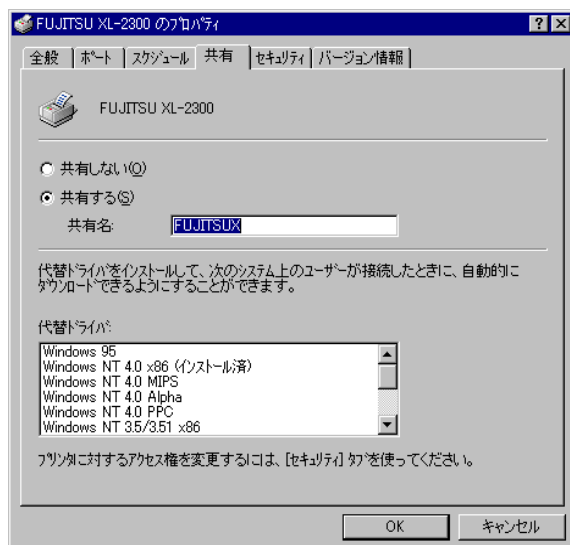 FUJITSU XL-2300 のﾌﾟﾛﾊﾟﾃｨ
全般 ﾎﾟｰﾄ ｽｹｼﾞｭｰﾙ 共有 ｾｷｭﾘﾃｨ ﾊﾞｰｼﾞｮﾝ情報
FUJITSU XL-2300
共有しない(O)
共有する(S)
共有名: FUJITSUX
代替ﾄﾞﾗｲﾊﾞをｲﾝｽﾄｰﾙして、次のｼｽﾃﾑ上のﾕｰｻﾞｰが接続したときに、自動的に
ﾀﾞｳﾝﾛｰﾄﾞできるようにすることができます。
代替ﾄﾞﾗｲﾊﾞ:
Windows 95
Windows NT 4.0 x86 (ｲﾝｽﾄｰﾙ済)
Windows NT 4.0 MIPS
Windows NT 4.0 Alpha
Windows NT 4.0 PPC
Windows NT 3.5/3.51 x86
ﾌﾟﾘﾝﾀに対するｱｸｾｽ権を変更するには、[ｾｷｭﾘﾃｨ] ﾀﾌﾞを使ってください。
OK ｷｬﾝｾﾙ